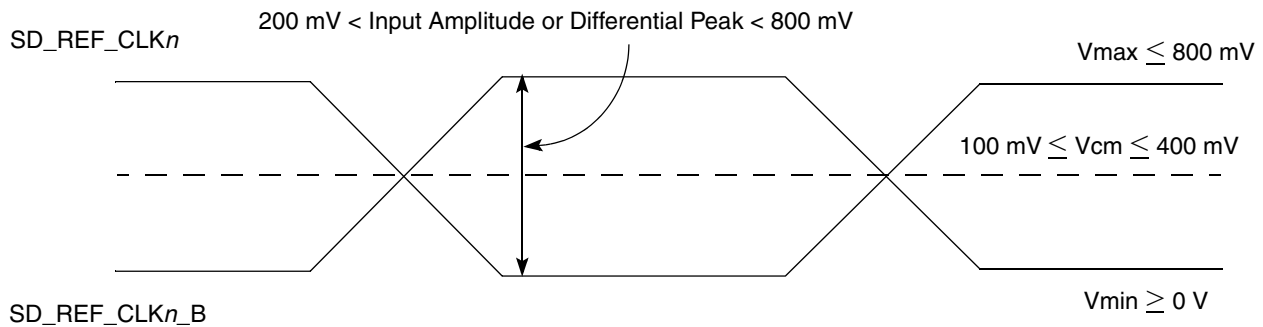 200 mV < Input Amplitude or Differential Peak < 800 mV
SD_REF_CLKn
Vmax ≤ 800 mV
100 mV ≤ Vcm ≤ 400 mV
Vmin ≥ 0 V
SD_REF_CLKn_B